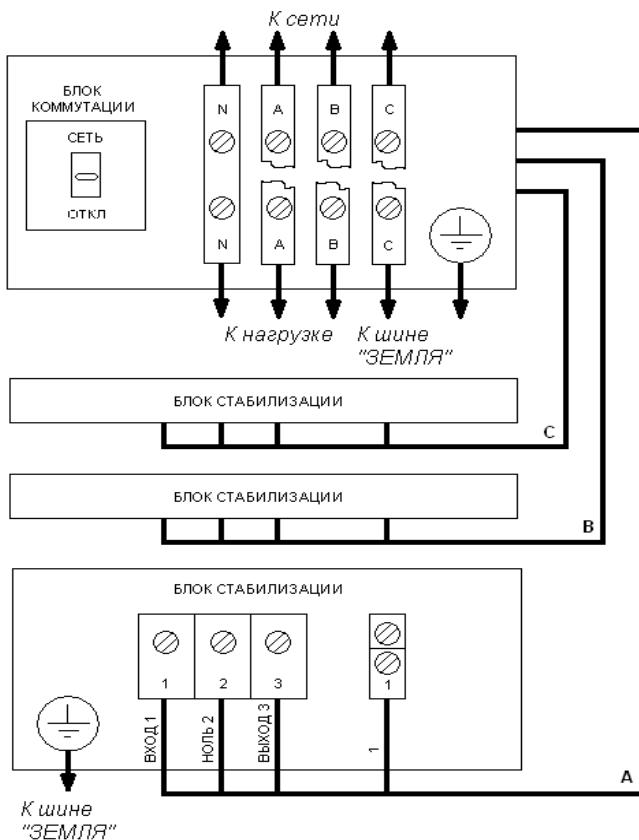 К сети
БЛОК
КОММУТАЦИИ
СЕТЬ
ОТКЛ
N A B C
N A B C
К нагрузке
К шине
"ЗЕМЛЯ"
БЛОК СТАБИЛИЗАЦИИ
C
БЛОК СТАБИЛИЗАЦИИ
B
БЛОК СТАБИЛИЗАЦИИ
1 2 3 1
ВХОД 1
НОЛЬ 2
ВЫХОД 3
1
A
К шине
"ЗЕМЛЯ"